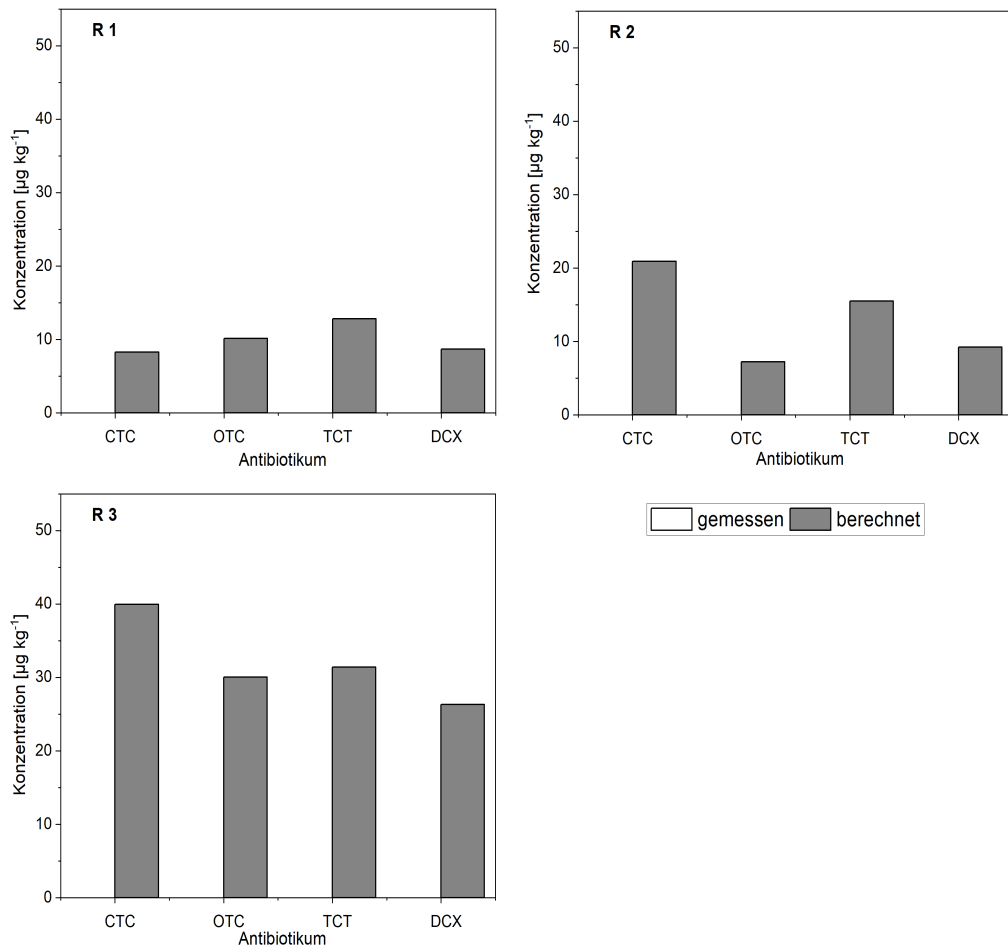 R 1
50
40
30
20
10
0
Konzentration [µg kg⁻¹]
CTC OTC TCT DCX
Antibiotikum
R 2
50
40
30
20
10
0
Konzentration [µg kg⁻¹]
CTC OTC TCT DCX
Antibiotikum
R 3
50
40
30
20
10
0
Konzentration [µg kg⁻¹]
CTC OTC TCT DCX
Antibiotikum
gemessen berechnet